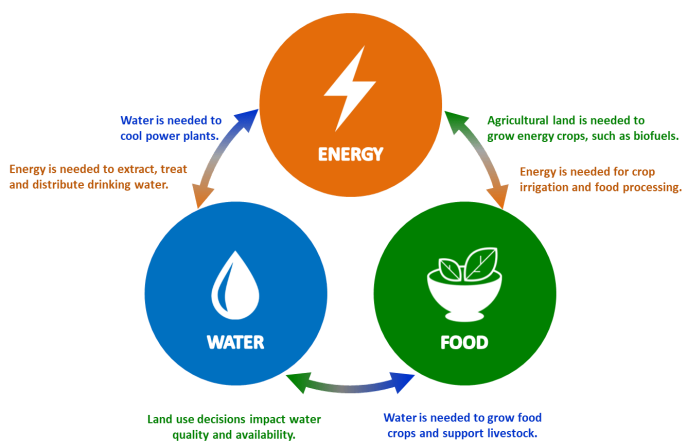 Water is needed to
cool power plants.
Agricultural land is needed to
grow energy crops, such as biofuels.
ENERGY
Energy is needed to extract, treat
and distribute drinking water.
Energy is needed for crop
irrigation and food processing.
WATER
FOOD
Land use decisions impact water
quality and availability.
Water is needed to grow food
crops and support livestock.